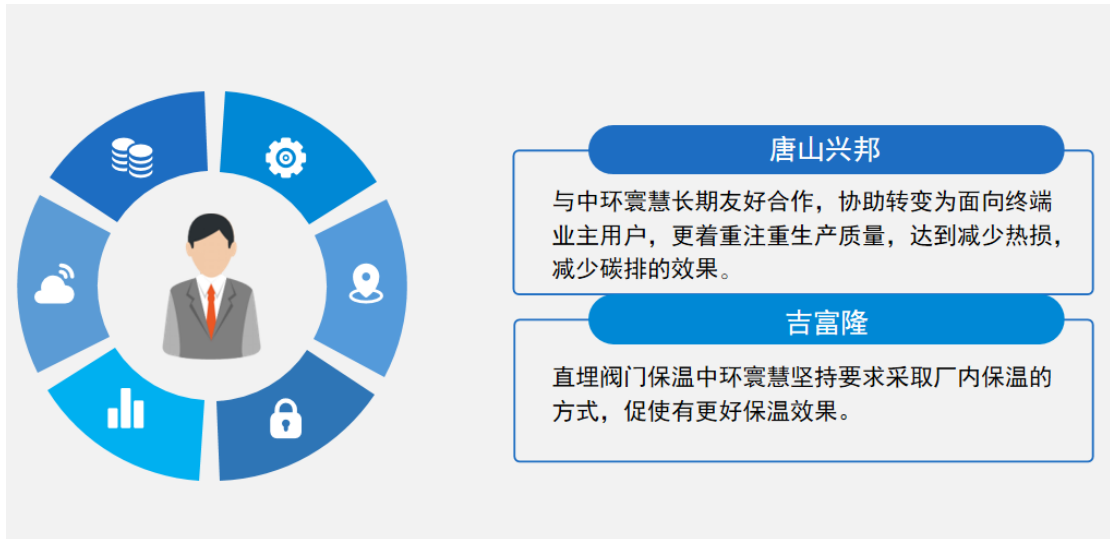 唐山兴邦
与中环寰慧长期友好合作，协助转变为面向终端
业主用户，更着重注重生产质量，达到减少热损，
减少碳排的效果。
吉富隆
直埋阀门保温中环寰慧坚持要求采取厂内保温的
方式，促使有更好保温效果。